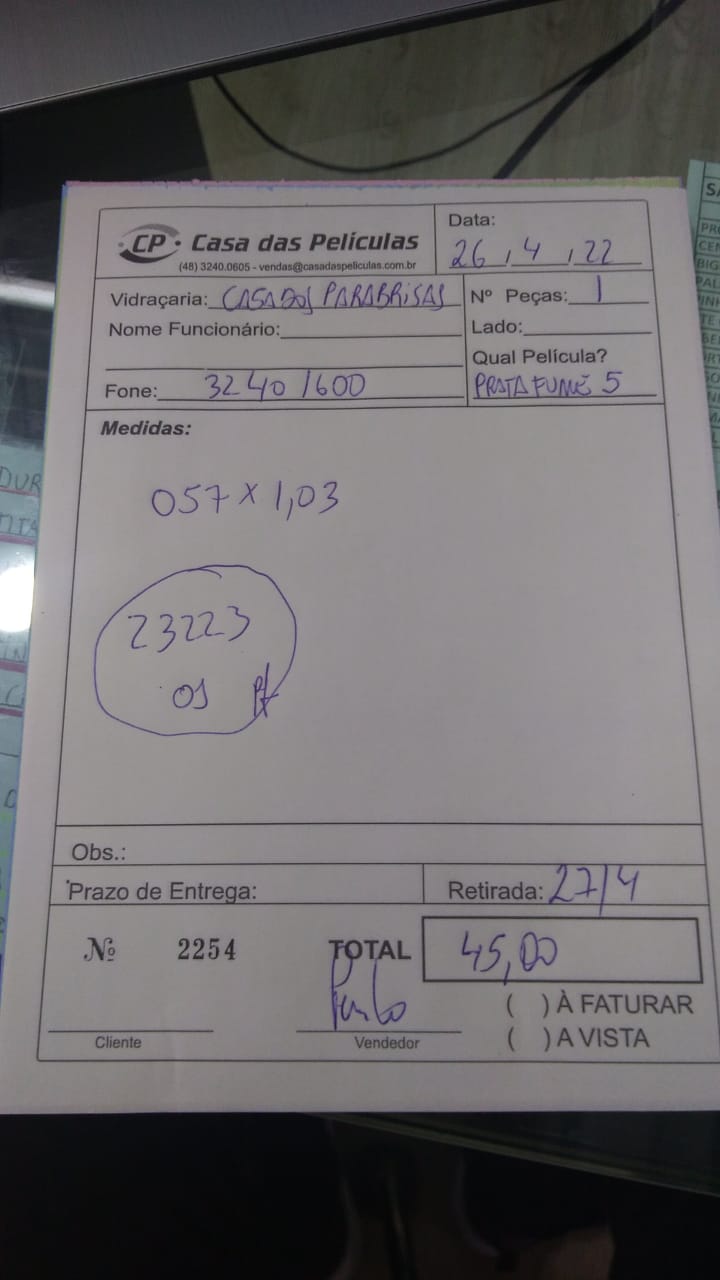 CP Casa das Películas
(48) 3240.0605 - vendas@casadaspeliculas.com.br
Data: 26, 4, 22
Vidraçaria: CASA DOS PARABRISAS
Nº Peças: 1
Nome Funcionário:
Lado:
Qual Película?
Fone: 3240 1600
PRATA FUMÊ 5
Medidas:
057 x 1,03
23223
Obs.:
Prazo de Entrega:
Retirada: 27/4
Nº 2254
TOTAL 45,00
( ) À FATURAR
( ) A VISTA
Cliente
Vendedor